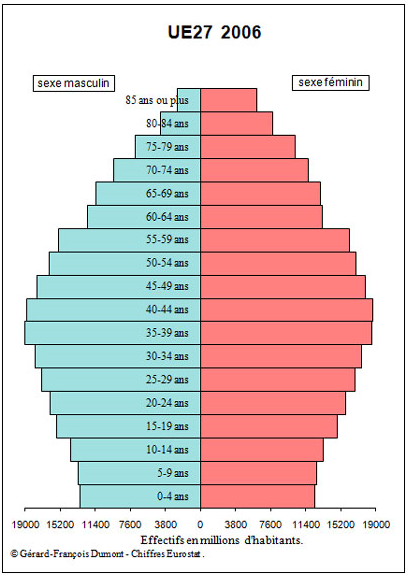 UE27 2006
sexe masculin
sexe féminin
85 ans ou plus
80-84 ans
75-79 ans
70-74 ans
65-69 ans
60-64 ans
55-59 ans
50-54 ans
45-49 ans
40-44 ans
35-39 ans
30-34 ans
25-29 ans
20-24 ans
15-19 ans
10-14 ans
5-9 ans
0-4 ans
19000 15200 11400 7600 3800 0 3800 7600 11400 15200 19000
Effectifs en millions d'habitants.
© Gérard-François Dumont - Chiffres Eurostat .